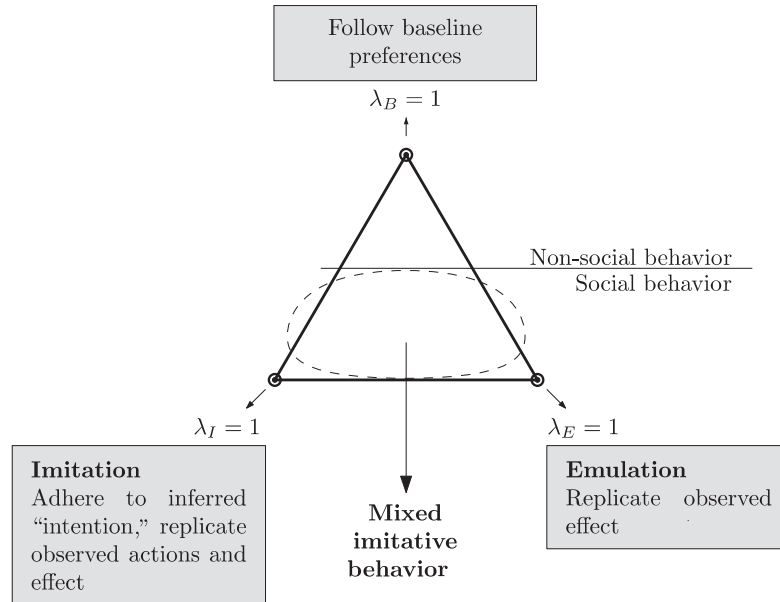 Follow baseline
preferences
λ_B = 1
Non-social behavior
Social behavior
λ_I = 1
λ_E = 1
Imitation
Adhere to inferred
“intention,” replicate
observed actions and
effect
Mixed
imitative
behavior
Emulation
Replicate observed
effect